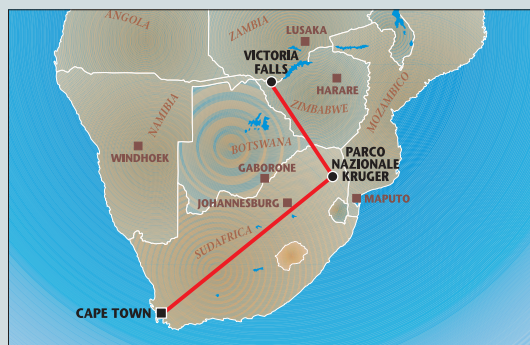 ANGOLA
ZAMBIA
LUSAKA
VICTORIA
FALLS
HARARE
ZIMBABWE
MOZAMBICO
NAMIBIA
WINDHOEK
BOTSWANA
PARCO
NAZIONALE
KRUGER
GABORONE
JOHANNESBURG
MAPUTO
SUDAFRICA
CAPE TOWN